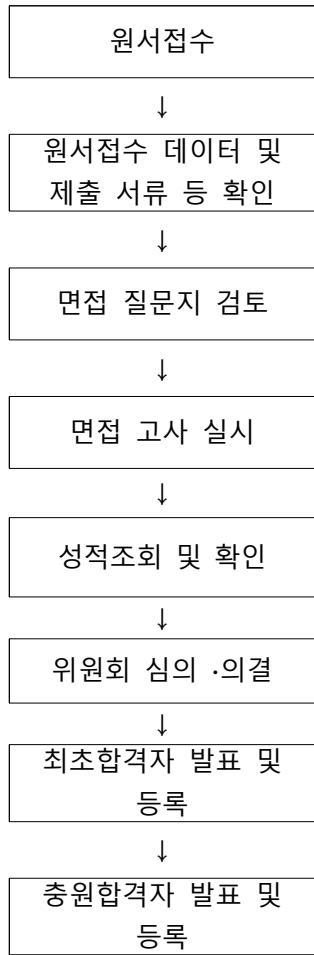 원서접수
↓
원서접수 데이터 및
제출 서류 등 확인
↓
면접 질문지 검토
↓
면접 고사 실시
↓
성적조회 및 확인
↓
위원회 심의 ·의결
↓
최초합격자 발표 및
등록
↓
충원합격자 발표 및
등록